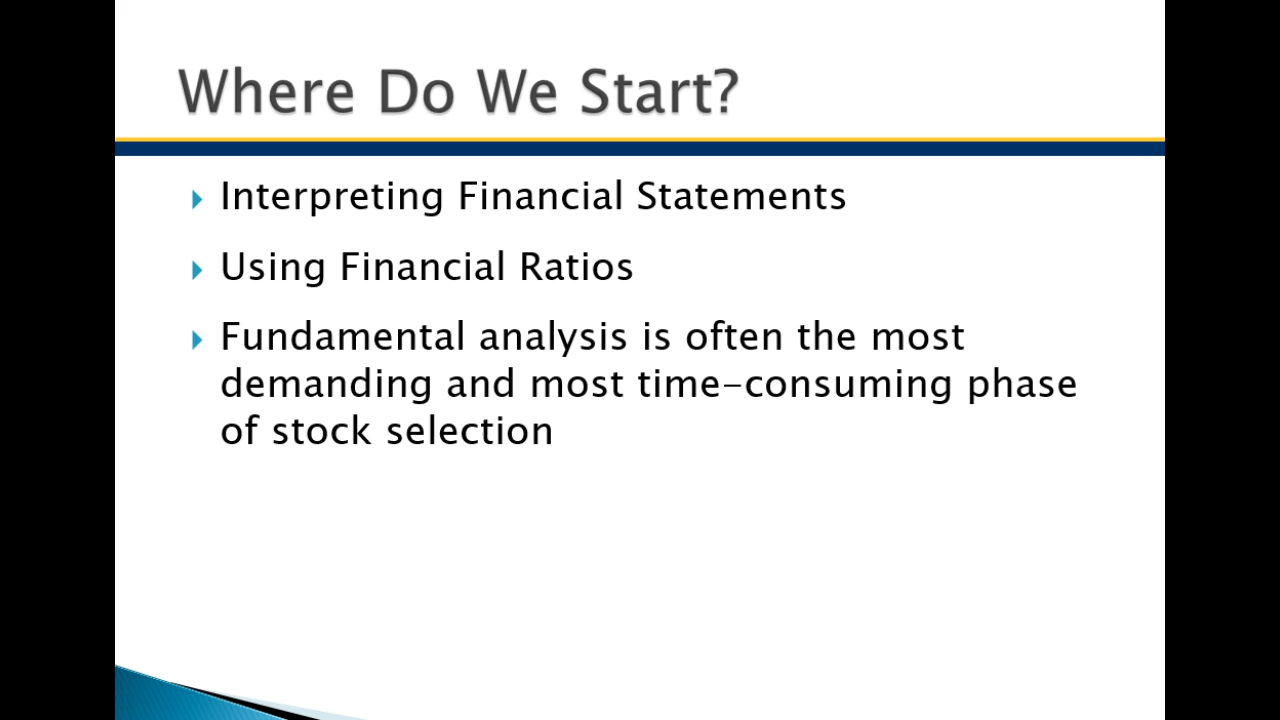 Where Do We Start?
Interpreting Financial Statements
Using Financial Ratios
Fundamental analysis is often the most
demanding and most time-consuming phase
of stock selection